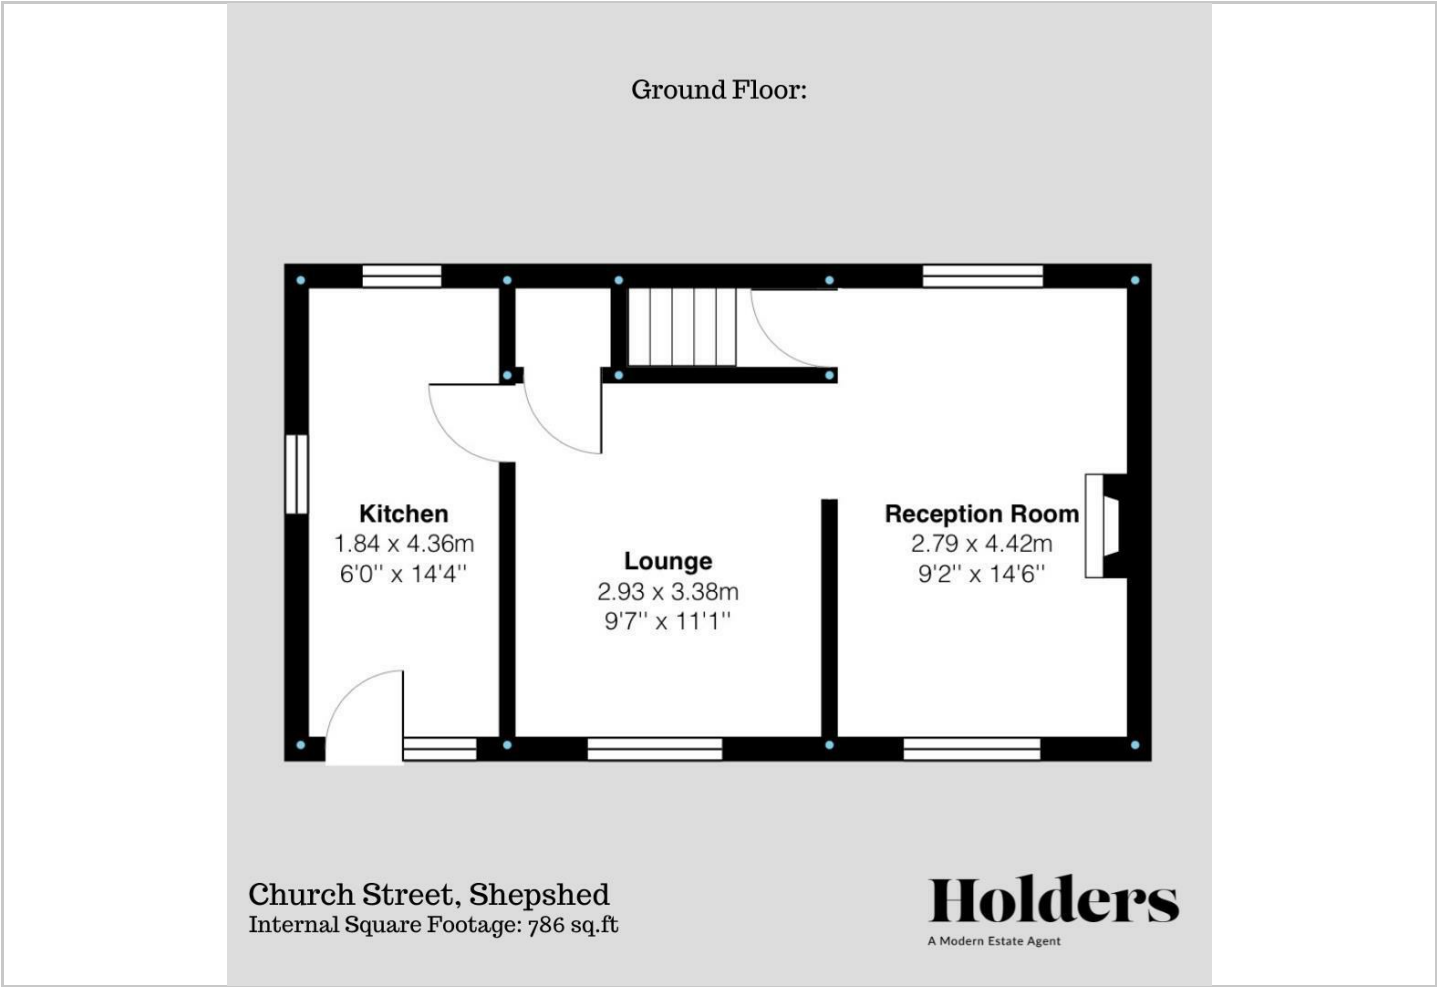 Ground Floor:
Kitchen
1.84 x 4.36m
6'0'' x 14'4''
Lounge
2.93 x 3.38m
9'7'' x 11'1''
Reception Room
2.79 x 4.42m
9'2'' x 14'6''
Church Street, Shepshed
Internal Square Footage: 786 sq.ft
Holders
A Modern Estate Agent